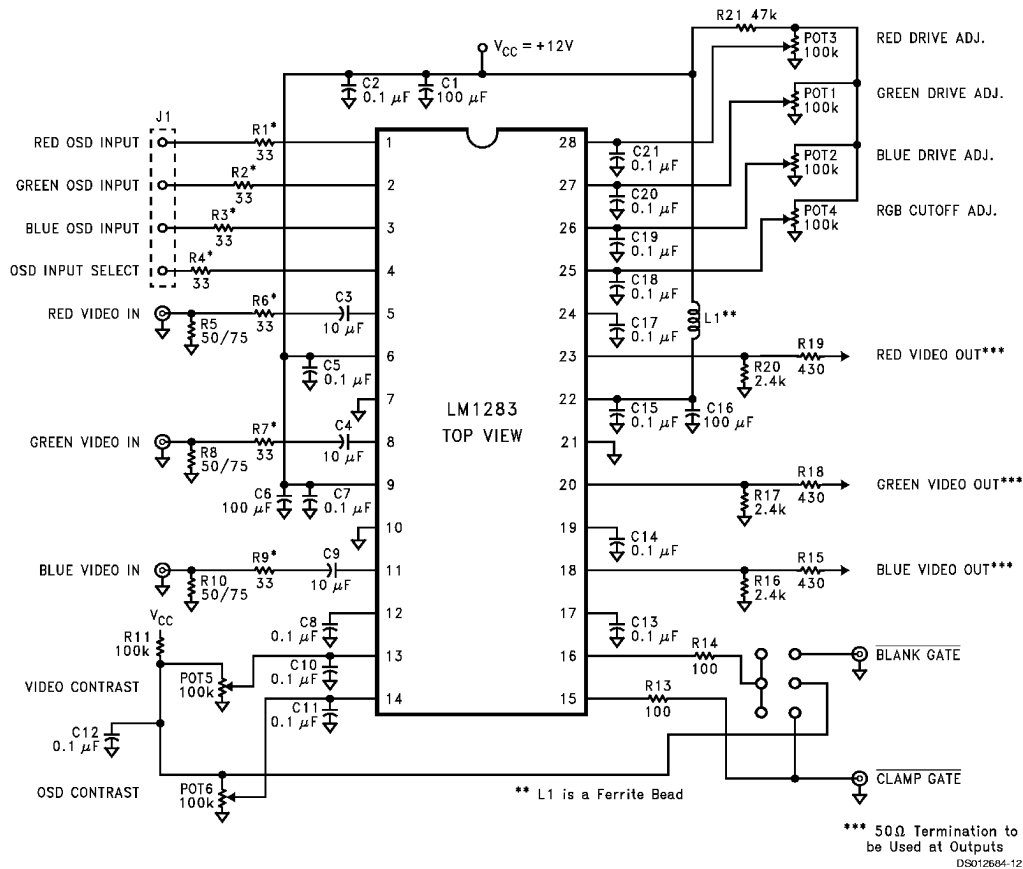 R21 47k
POT3
100k
RED DRIVE ADJ.
VCC = +12V
C2
0.1 μF
C1
100 μF
POT1
100k
GREEN DRIVE ADJ.
J1
RED OSD INPUT
R1*
33
1
28
C21
0.1 μF
POT2
100k
BLUE DRIVE ADJ.
GREEN OSD INPUT
R2*
33
2
27
C20
0.1 μF
BLUE OSD INPUT
R3*
33
3
26
C19
0.1 μF
POT4
100k
RGB CUTOFF ADJ.
OSD INPUT SELECT
R4*
33
4
25
C18
0.1 μF
RED VIDEO IN
R5
50/75
R6*
33
C3
10 μF
5
24
C17
0.1 μF
L1**
C5
0.1 μF
6
23
R20
2.4k
R19
430
RED VIDEO OUT***
7
LM1283
TOP VIEW
22
C15
0.1 μF
C16
100 μF
GREEN VIDEO IN
R8
50/75
R7*
33
C4
10 μF
8
21
C6
100 μF
C7
0.1 μF
9
20
R17
2.4k
R18
430
GREEN VIDEO OUT***
10
19
C14
0.1 μF
BLUE VIDEO IN
R10
50/75
R9*
33
C9
10 μF
11
18
R16
2.4k
R15
430
BLUE VIDEO OUT***
VCC
R11
100k
C8
0.1 μF
12
17
C13
0.1 μF
VIDEO CONTRAST
POT5
100k
C10
0.1 μF
13
16
R14
100
BLANK GATE
C11
0.1 μF
14
15
R13
100
C12
0.1 μF
OSD CONTRAST
POT6
100k
CLAMP GATE
** L1 is a Ferrite Bead
*** 50Ω Termination to
be Used at Outputs
DS012684-12